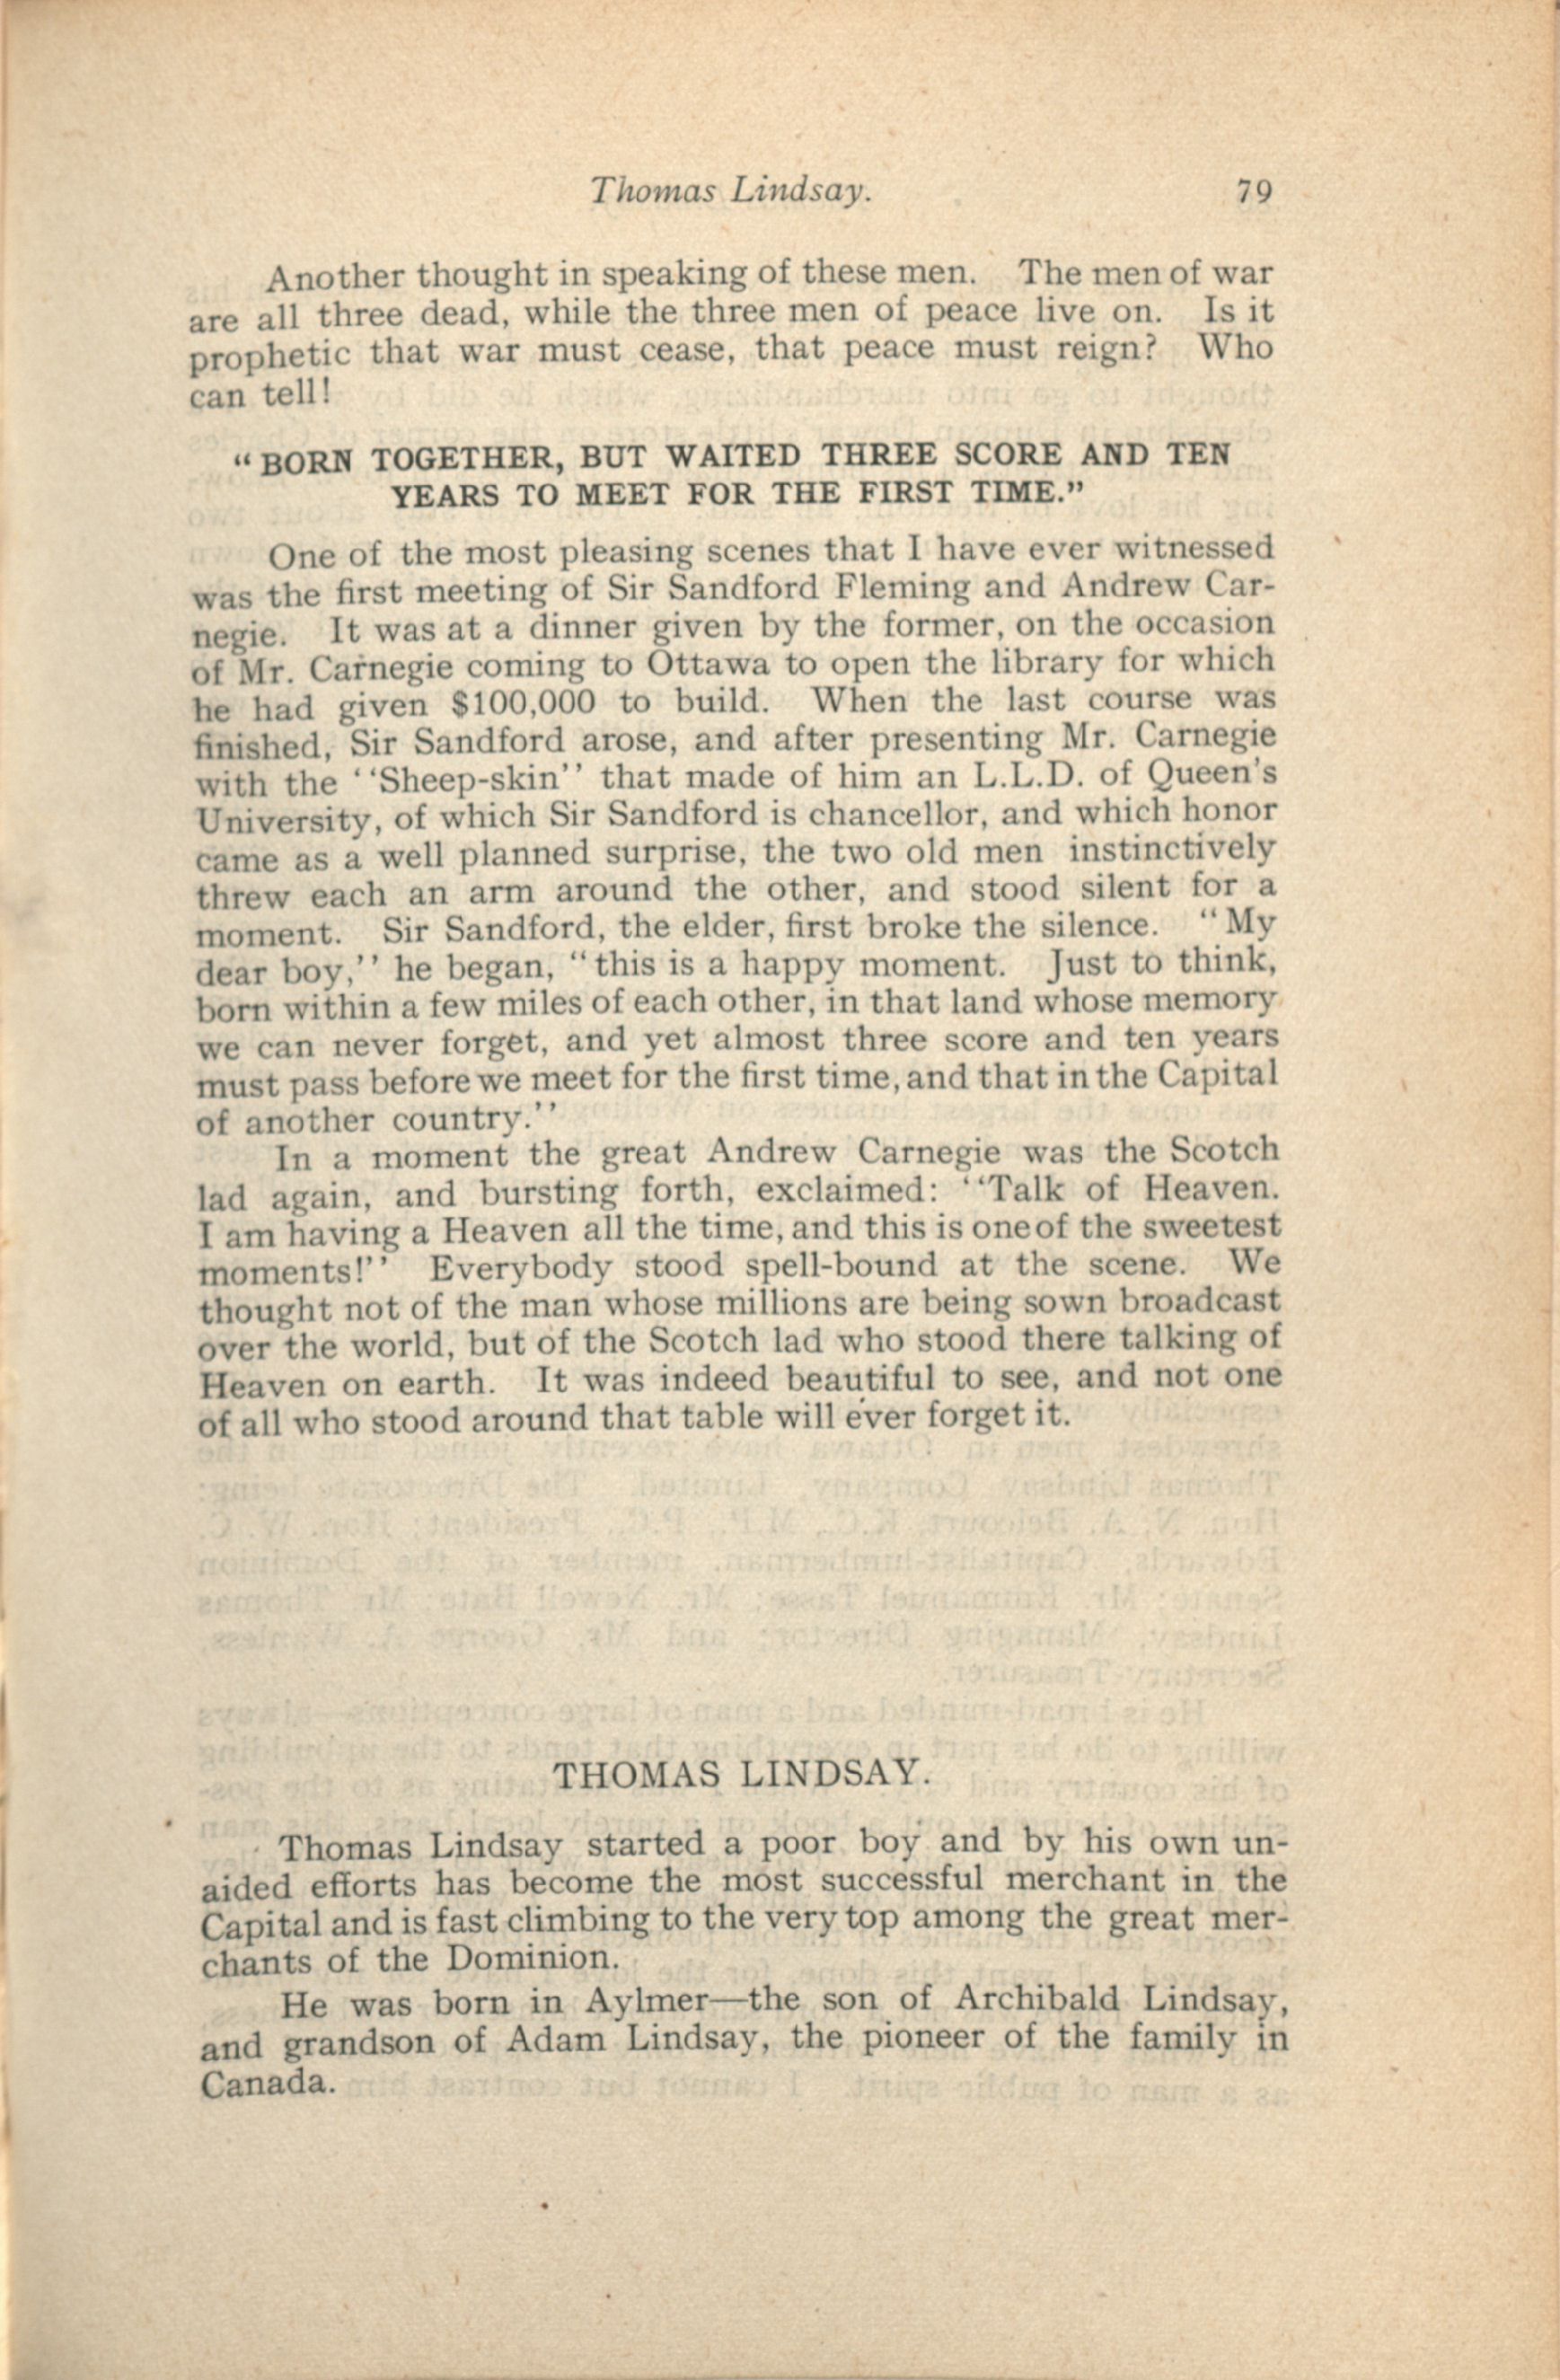 Thomas Lindsay. 79
Another thought in speaking of these men. The men of war
are all three dead, while the three men of peace live on. Is it
prophetic that war must cease, that peace must reign? Who
can tell!
"BORN TOGETHER, BUT WAITED THREE SCORE AND TEN
YEARS TO MEET FOR THE FIRST TIME."
One of the most pleasing scenes that I have ever witnessed
was the first meeting of Sir Sandford Fleming and Andrew Car-
negie. It was at a dinner given by the former, on the occasion
of Mr. Carnegie coming to Ottawa to open the library for which
he had given $100,000 to build. When the last course was
finished, Sir Sandford arose, and after presenting Mr. Carnegie
with the ''Sheep-skin'' that made of him an L.L.D. of Queen's
University, of which Sir Sandford is chancellor, and which honor
came as a well planned surprise, the two old men instinctively
threw each an arm around the other, and stood silent for a
moment. Sir Sandford, the elder, first broke the silence. "My
dear boy,'' he began, "this is a happy moment. Just to think,
born within a few miles of each other, in that land whose memory
we can never forget, and yet almost three score and ten years
must pass before we meet for the first time, and that in the Capital
of another country.''
In a moment the great Andrew Carnegie was the Scotch
lad again, and bursting forth, exclaimed: ''Talk of Heaven.
I am having a Heaven all the time, and this is one of the sweetest
moments!'' Everybody stood spell-bound at the scene. We
thought not of the man whose millions are being sown broadcast
over the world, but of the Scotch lad who stood there talking of
Heaven on earth. It was indeed beautiful to see, and not one
of all who stood around that table will ever forget it.
THOMAS LINDSAY.
Thomas Lindsay started a poor boy and by his own un-
aided efforts has become the most successful merchant in the
Capital and is fast climbing to the very top among the great mer-
chants of the Dominion.
He was born in Aylmer—the son of Archibald Lindsay,
and grandson of Adam Lindsay, the pioneer of the family in
Canada.